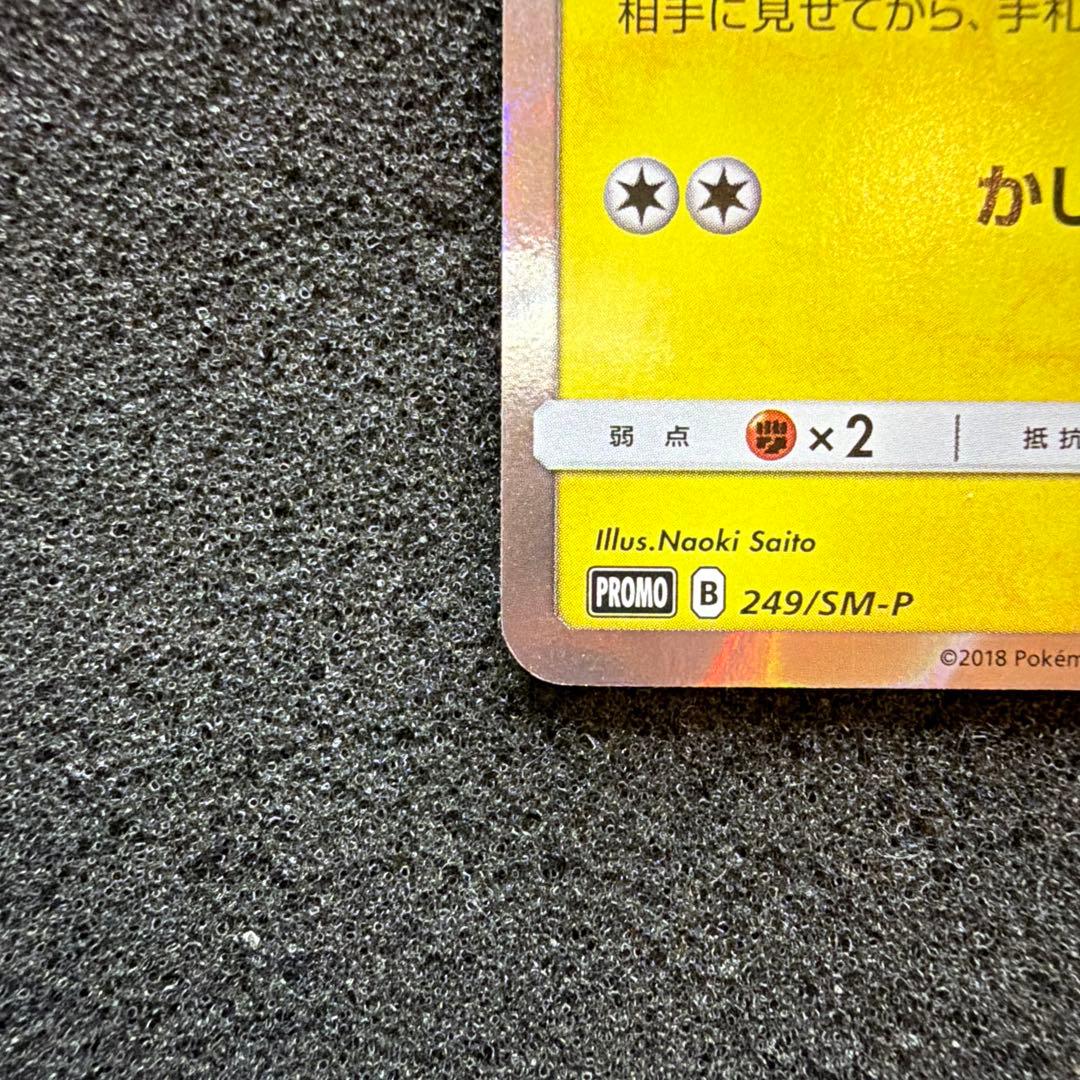 相手に見せてから、手札
かし
弱点 ×2 抵抗
Illus.Naoki Saito
PROMO B 249/SM-P
©2018 Pokém